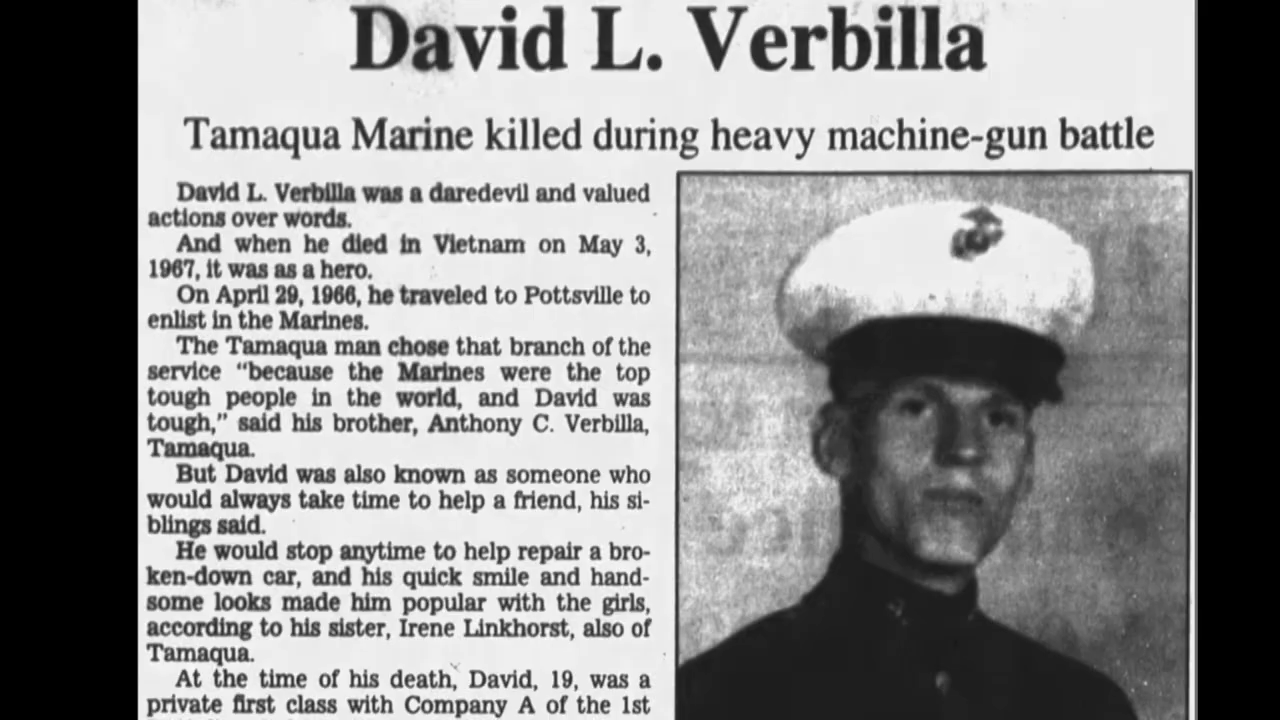 David L. Verbilla
Tamaqua Marine killed during heavy machine-gun battle
David L. Verbilla was a daredevil and valued
actions over words.
And when he died in Vietnam on May 3,
1967, it was as a hero.
On April 29, 1966, he traveled to Pottsville to
enlist in the Marines.
The Tamaqua man chose that branch of the
service “because the Marines were the top
tough people in the world, and David was
tough,” said his brother, Anthony C. Verbilla,
Tamaqua.
But David was also known as someone who
would always take time to help a friend, his si-
blings said.
He would stop anytime to help repair a bro-
ken-down car, and his quick smile and hand-
some looks made him popular with the girls,
according to his sister, Irene Linkhorst, also of
Tamaqua.
At the time of his death, David, 19, was a
private first class with Company A of the 1st